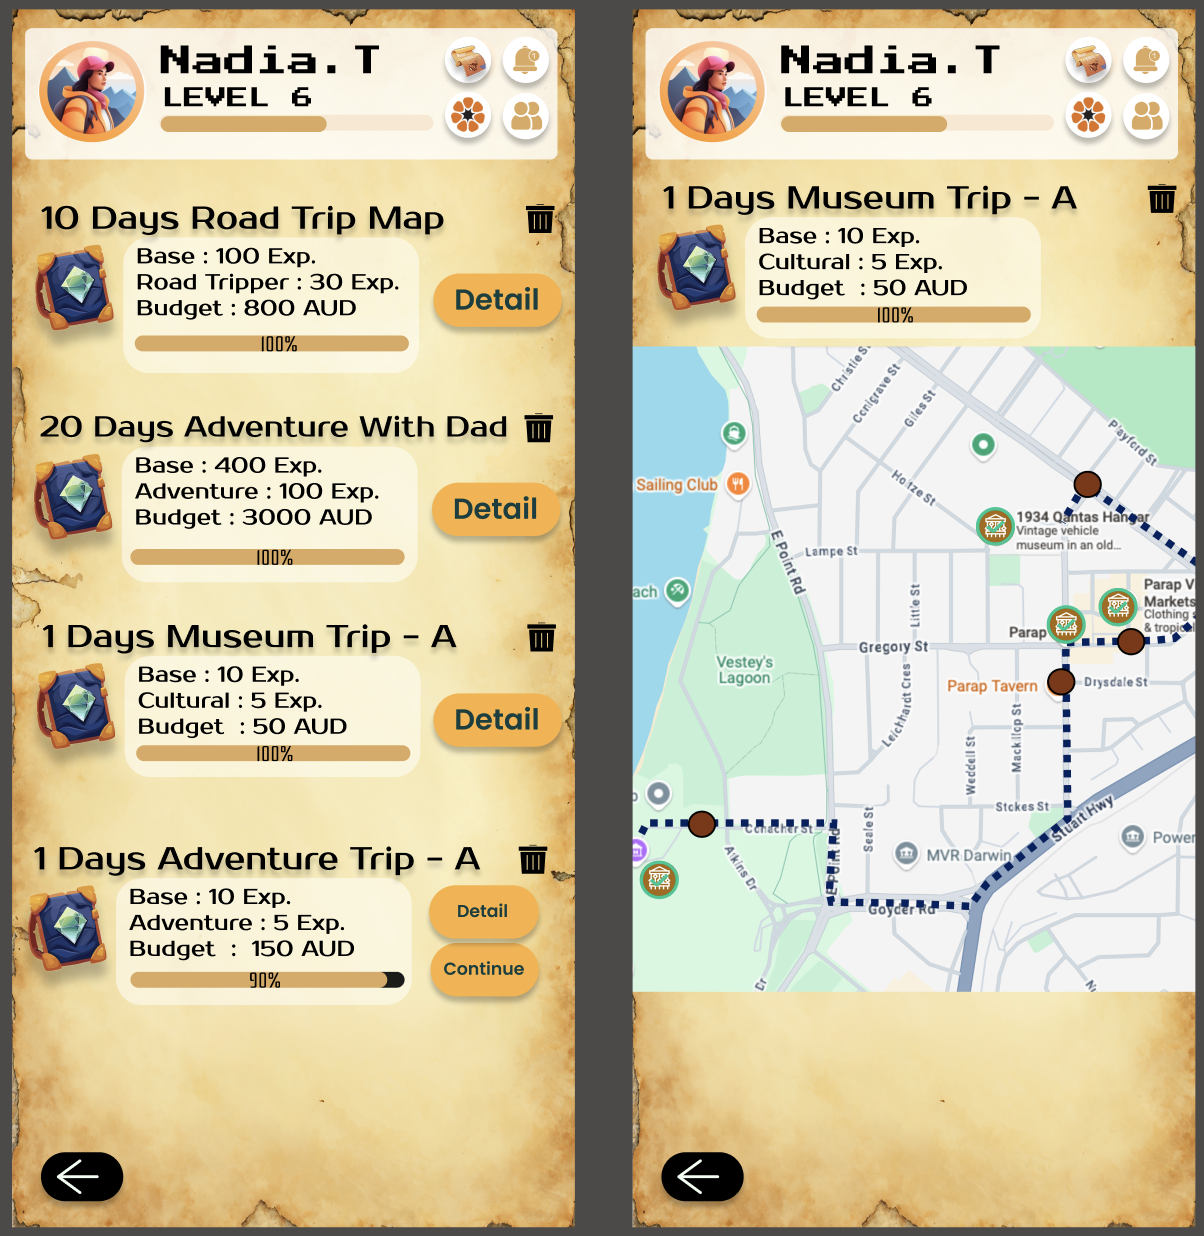 Nadia.T
LEVEL 6
10 Days Road Trip Map
Base : 100 Exp.
Road Tripper : 30 Exp.
Budget : 800 AUD
100%
Detail
20 Days Adventure With Dad
Base : 400 Exp.
Adventure : 100 Exp.
Budget : 3000 AUD
100%
Detail
1 Days Museum Trip - A
Base : 10 Exp.
Cultural : 5 Exp.
Budget : 50 AUD
100%
Detail
1 Days Adventure Trip - A
Base : 10 Exp.
Adventure : 5 Exp.
Budget : 150 AUD
90%
Detail
Continue
Nadia.T
LEVEL 6
1 Days Museum Trip - A
Base : 10 Exp.
Cultural : 5 Exp.
Budget : 50 AUD
100%
Christie St
Conigrave St
Giles St
Playford St
Sailing Club
Holtze St
1934 Qantas Hangar
Vintage vehicle
museum in an old...
E Point Rd
Lampe St
ach
Little St
Parap V
Markets
Clothing
& tropic
Parap
Gregory St
Vestey's
Lagoon
Leichhardt Cres
Parap Tavern
Drysdale St
Mackillop St
Weddell St
Stokes St
Stuart Hwy
Conacher St
Seale St
E Point Rd
Atkins Dr
MVR Darwin
Power
Goyder Rd
Dr